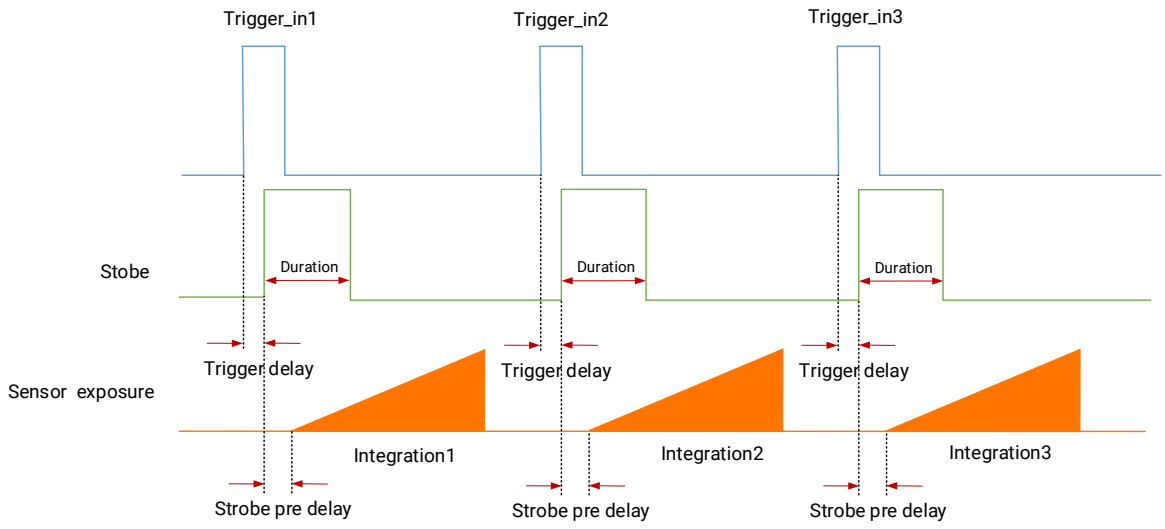 Trigger_in1
Trigger_in2
Trigger_in3
Stobe
Duration
Duration
Duration
Trigger delay
Trigger delay
Trigger delay
Sensor exposure
Integration1
Integration2
Integration3
Strobe pre delay
Strobe pre delay
Strobe pre delay